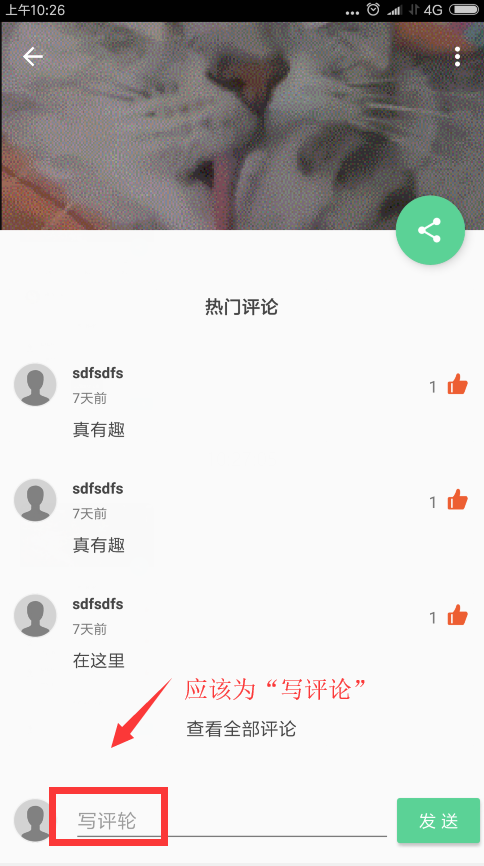 上午10:26
4G
热门评论
sdfsdfs
7天前
真有趣
1
sdfsdfs
7天前
真有趣
1
sdfsdfs
7天前
在这里
1
应该为“写评论”
查看全部评论
写评轮
发送